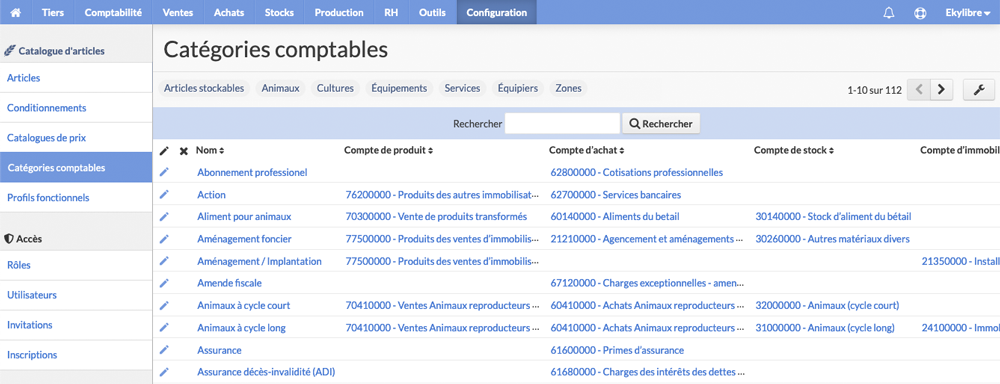 Tiers Comptabilité Ventes Achats Stocks Production RH Outils Configuration Ekylibre
Catalogue d'articles
Articles
Conditionnements
Catalogues de prix
Catégories comptables
Profils fonctionnels
Accès
Rôles
Utilisateurs
Invitations
Inscriptions
Catégories comptables
Articles stockables Animaux Cultures Équipements Services Équipiers Zones 1-10 sur 112
Rechercher Rechercher
Nom Compte de produit Compte d'achat Compte de stock Compte d'immobil
Abonnement professionel 62800000 - Cotisations professionnelles
Action 76200000 - Produits des autres immobilisat... 62700000 - Services bancaires
Aliment pour animaux 70300000 - Vente de produits transformés 60140000 - Aliments du betail 30140000 - Stock d'aliment du bétail
Aménagement foncier 77500000 - Produits des ventes d'immobilis... 21210000 - Agencement et aménagements ... 30260000 - Autres matériaux divers
Aménagement / Implantation 77500000 - Produits des ventes d'immobilis... 21350000 - Install
Amende fiscale 67120000 - Charges exceptionnelles - amen...
Animaux à cycle court 70410000 - Ventes Animaux reproducteurs ... 60410000 - Achats Animaux reproducteurs ... 32000000 - Animaux (cycle court)
Animaux à cycle long 70410000 - Ventes Animaux reproducteurs ... 60410000 - Achats Animaux reproducteurs ... 31000000 - Animaux (cycle long) 24100000 - Immol
Assurance 61600000 - Primes d'assurance
Assurance décès-invalidité (ADI) 61680000 - Charges des intérêts des dettes ...